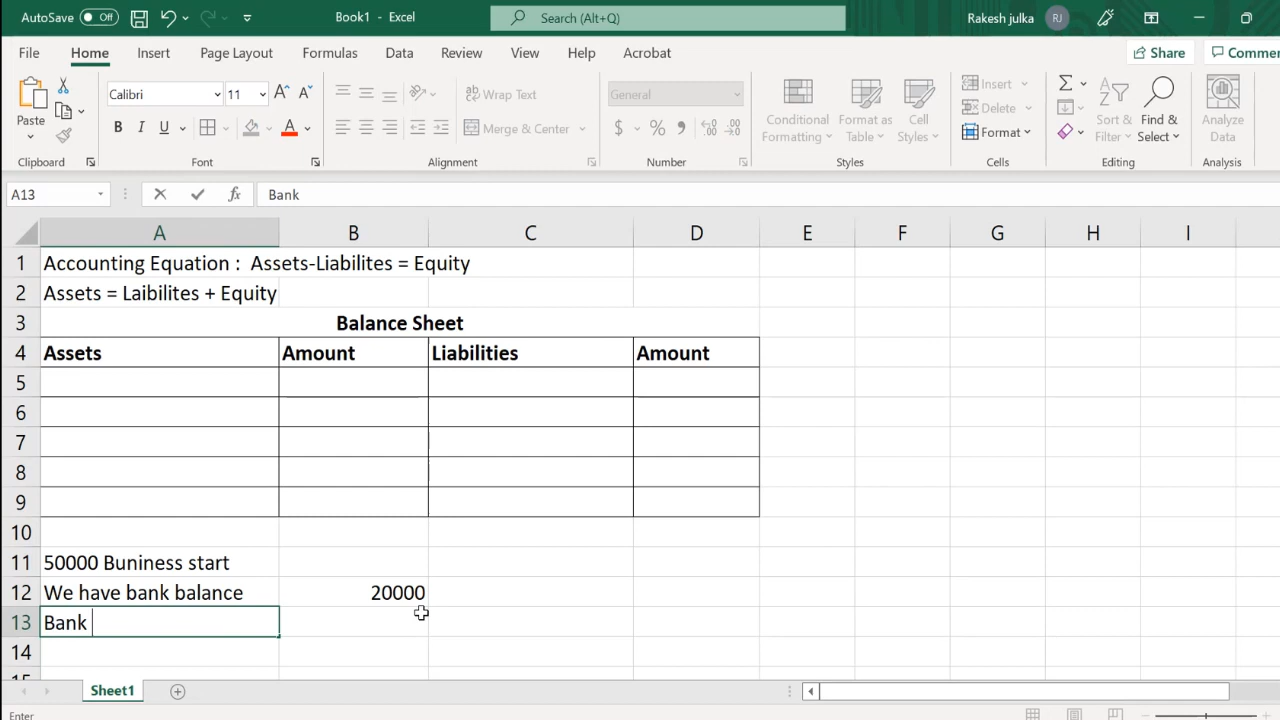 AutoSave Off Book1 - Excel Search (Alt+Q) Rakesh julka RJ
File Home Insert Page Layout Formulas Data Review View Help Acrobat Share Comme
Paste Calibri 11 A A Wrap Text General Conditional Formatting Format as Table Cell Styles Insert Delete Format Sort & Filter Find & Select Analyze Data
B I U A Merge & Center $ %
Clipboard Font Alignment Number Styles Cells Editing Analysis
A13 fx Bank
A B C D E F G H I
1 Accounting Equation : Assets-Liabilites = Equity
2 Assets = Laibilites + Equity
3 Balance Sheet
4 Assets Amount Liabilities Amount
5
6
7
8
9
10
11 50000 Buniness start
12 We have bank balance 20000
13 Bank
14
15
Sheet1
Enter